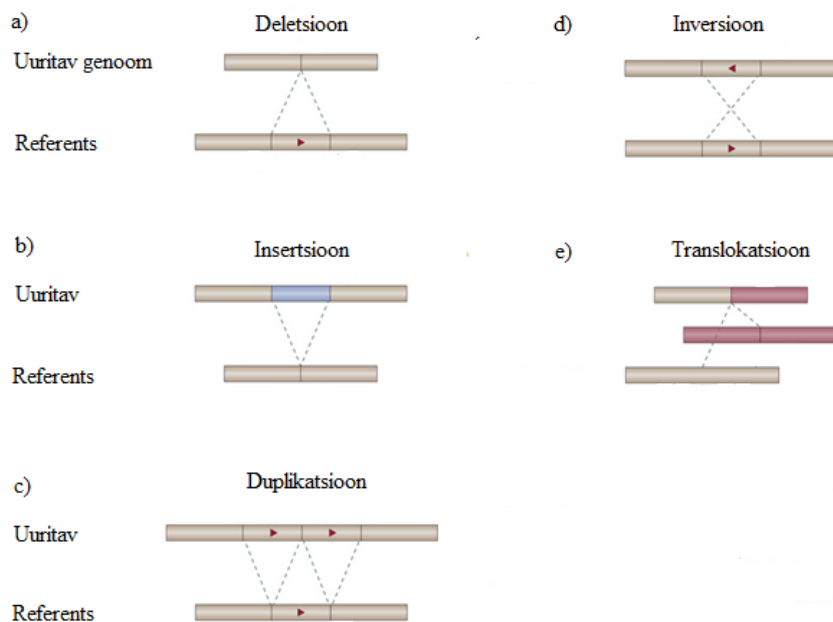 a)
Deletsioon
Uuritav genoom
Referents
b)
Insertsioon
Uuritav
Referents
c)
Duplikatsioon
Uuritav
Referents
d)
Inversioon
e)
Translokatsioon